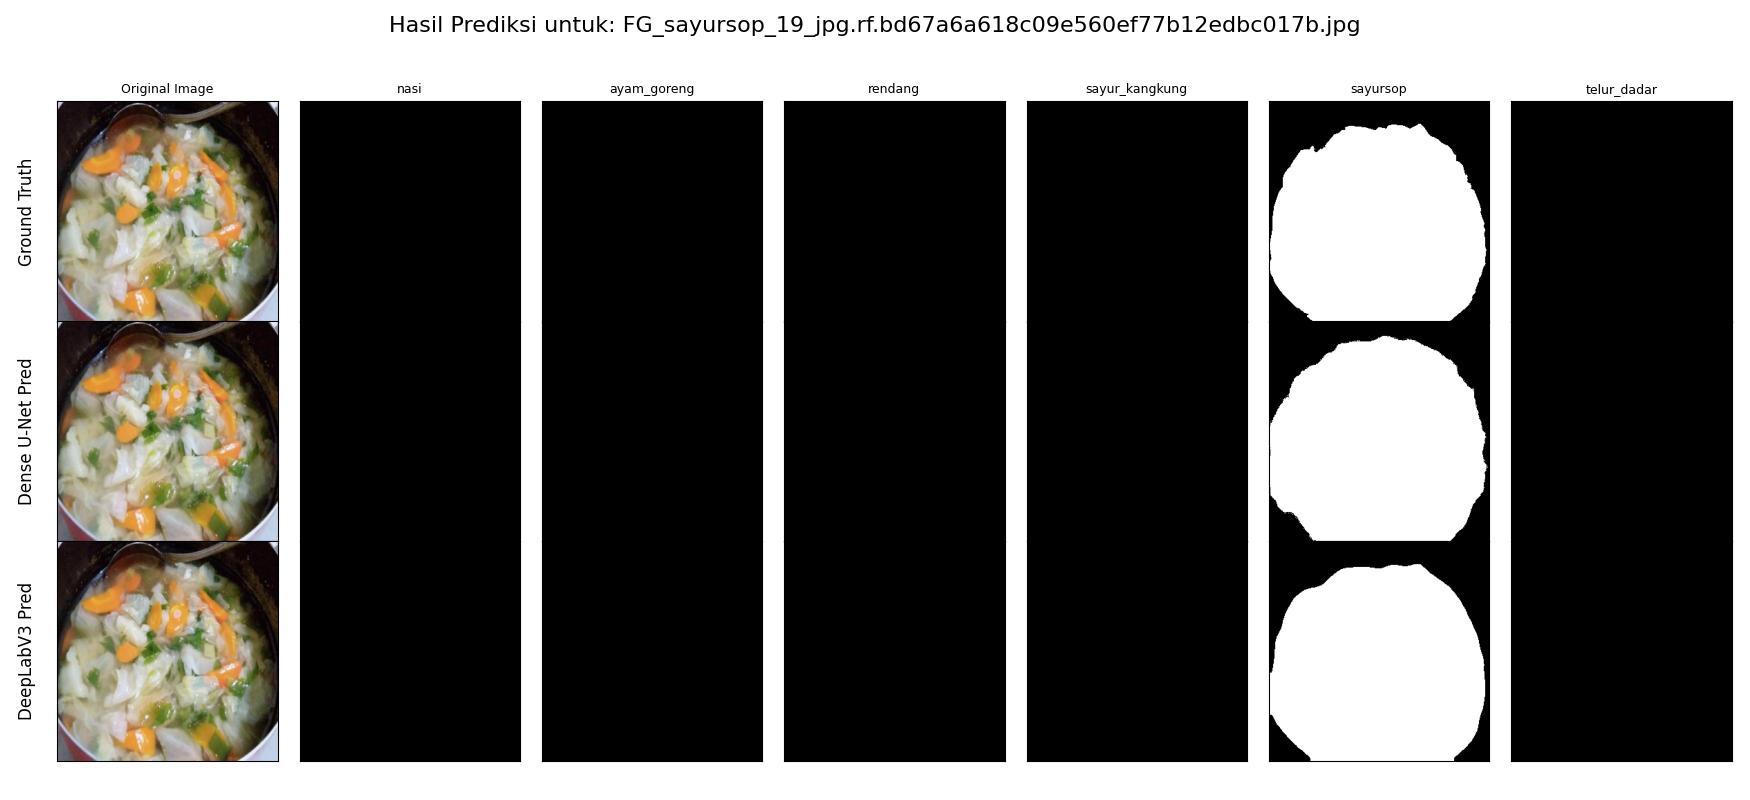 Hasil Prediksi untuk: FG_sayursop_19_jpg.rf.bd67a6a618c09e560ef77b12edbc017b.jpg
Original Image
nasi
ayam_goreng
rendang
sayur_kangkung
sayursop
telur_dadar
Ground Truth
Dense U-Net Pred
DeepLabV3 Pred